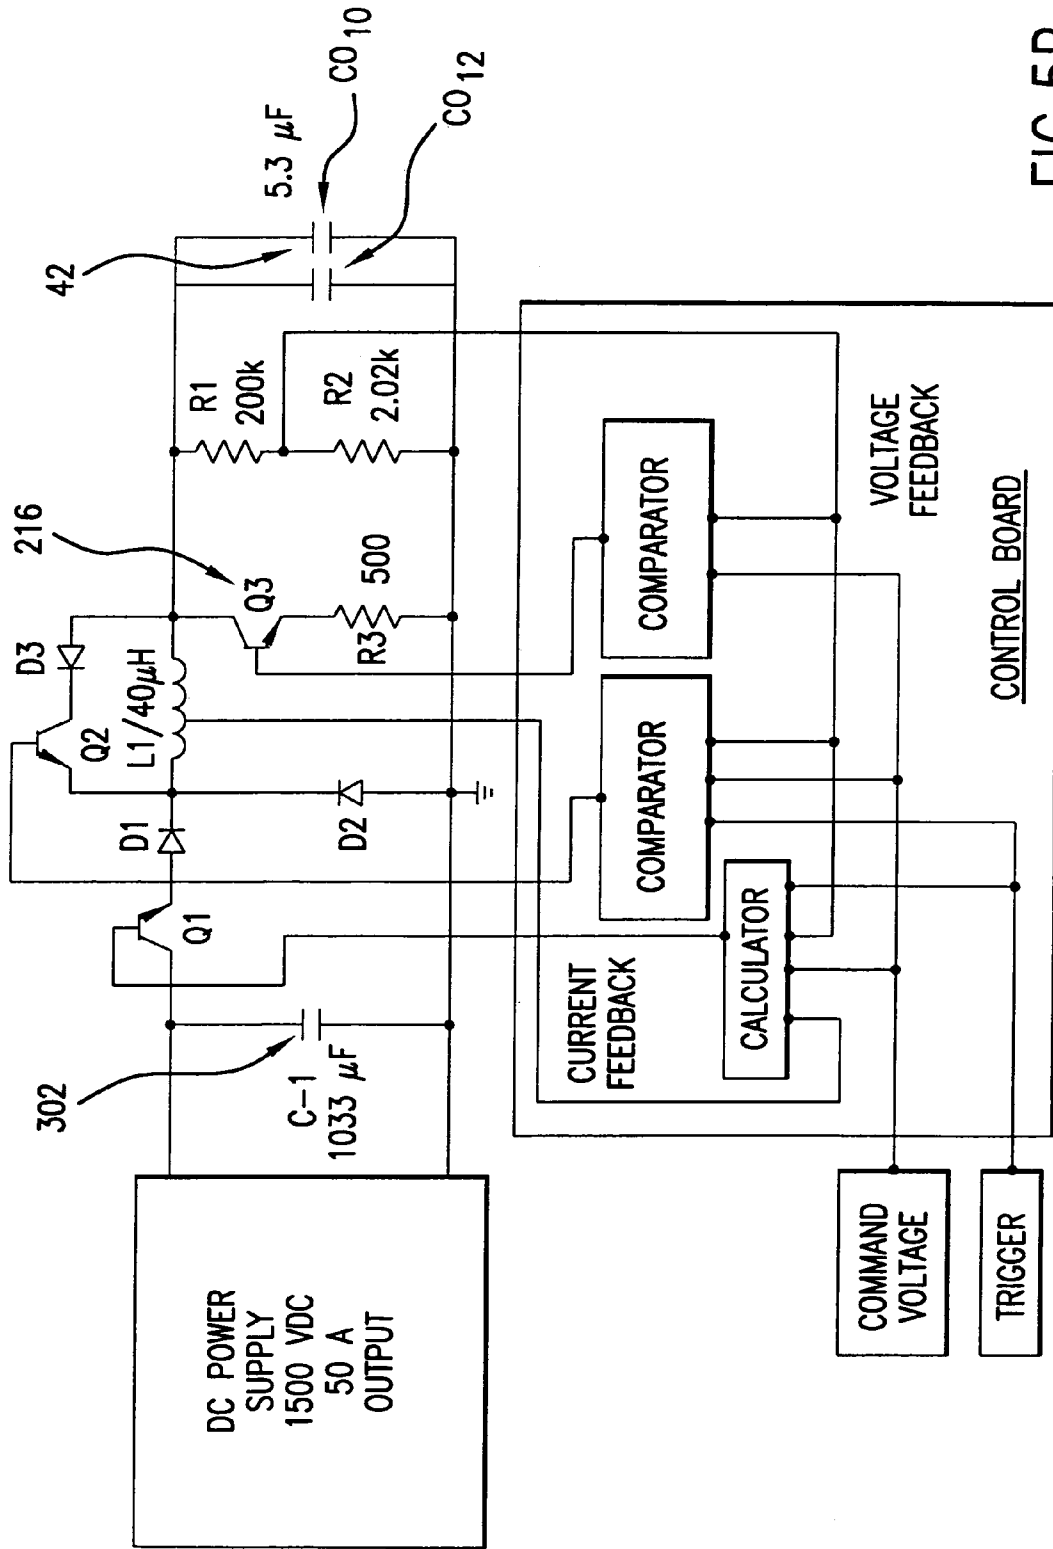 DC POWER
SUPPLY
1500 VDC
50 A
OUTPUT
302
C-1
1033 μF
Q1
D1
D2
Q2
D3
L1/40μH
216
Q3
R3
500
R1
200k
R2
2.02k
42
5.3 μF
CO10
CO12
CURRENT
FEEDBACK
CALCULATOR
COMPARATOR
COMPARATOR
VOLTAGE
FEEDBACK
CONTROL BOARD
COMMAND
VOLTAGE
TRIGGER